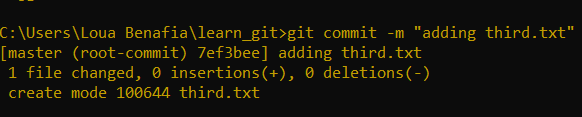 C:\Users\Loua Benafia\learn_git>git commit -m "adding third.txt"
[master (root-commit) 7ef3bee] adding third.txt
 1 file changed, 0 insertions(+), 0 deletions(-)
 create mode 100644 third.txt